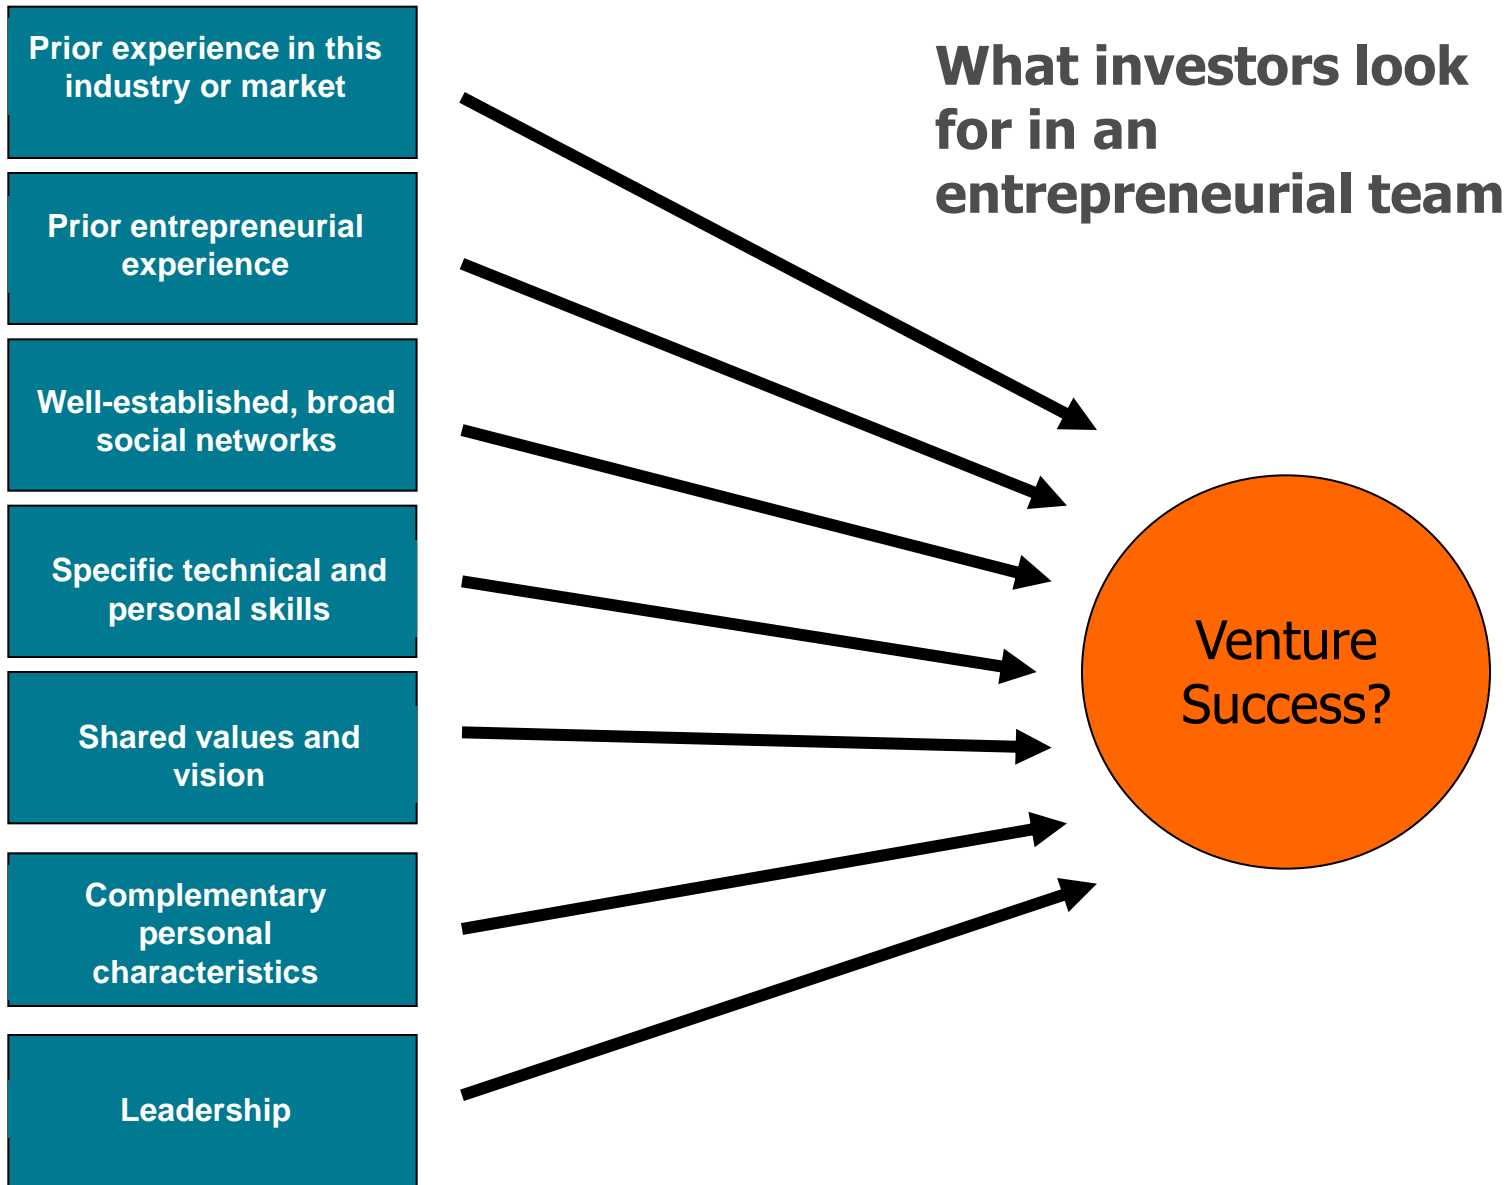 What investors look
for in an
entrepreneurial team
Prior experience in this
industry or market
Prior entrepreneurial
experience
Well-established, broad
social networks
Specific technical and
personal skills
Shared values and
vision
Complementary
personal
characteristics
Leadership
Venture
Success?